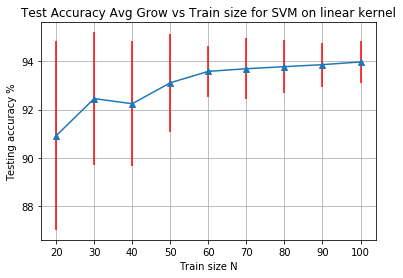 Test Accuracy Avg Grow vs Train size for SVM on linear kernel
Testing accuracy %
94
92
90
88
20 30 40 50 60 70 80 90 100
Train size N